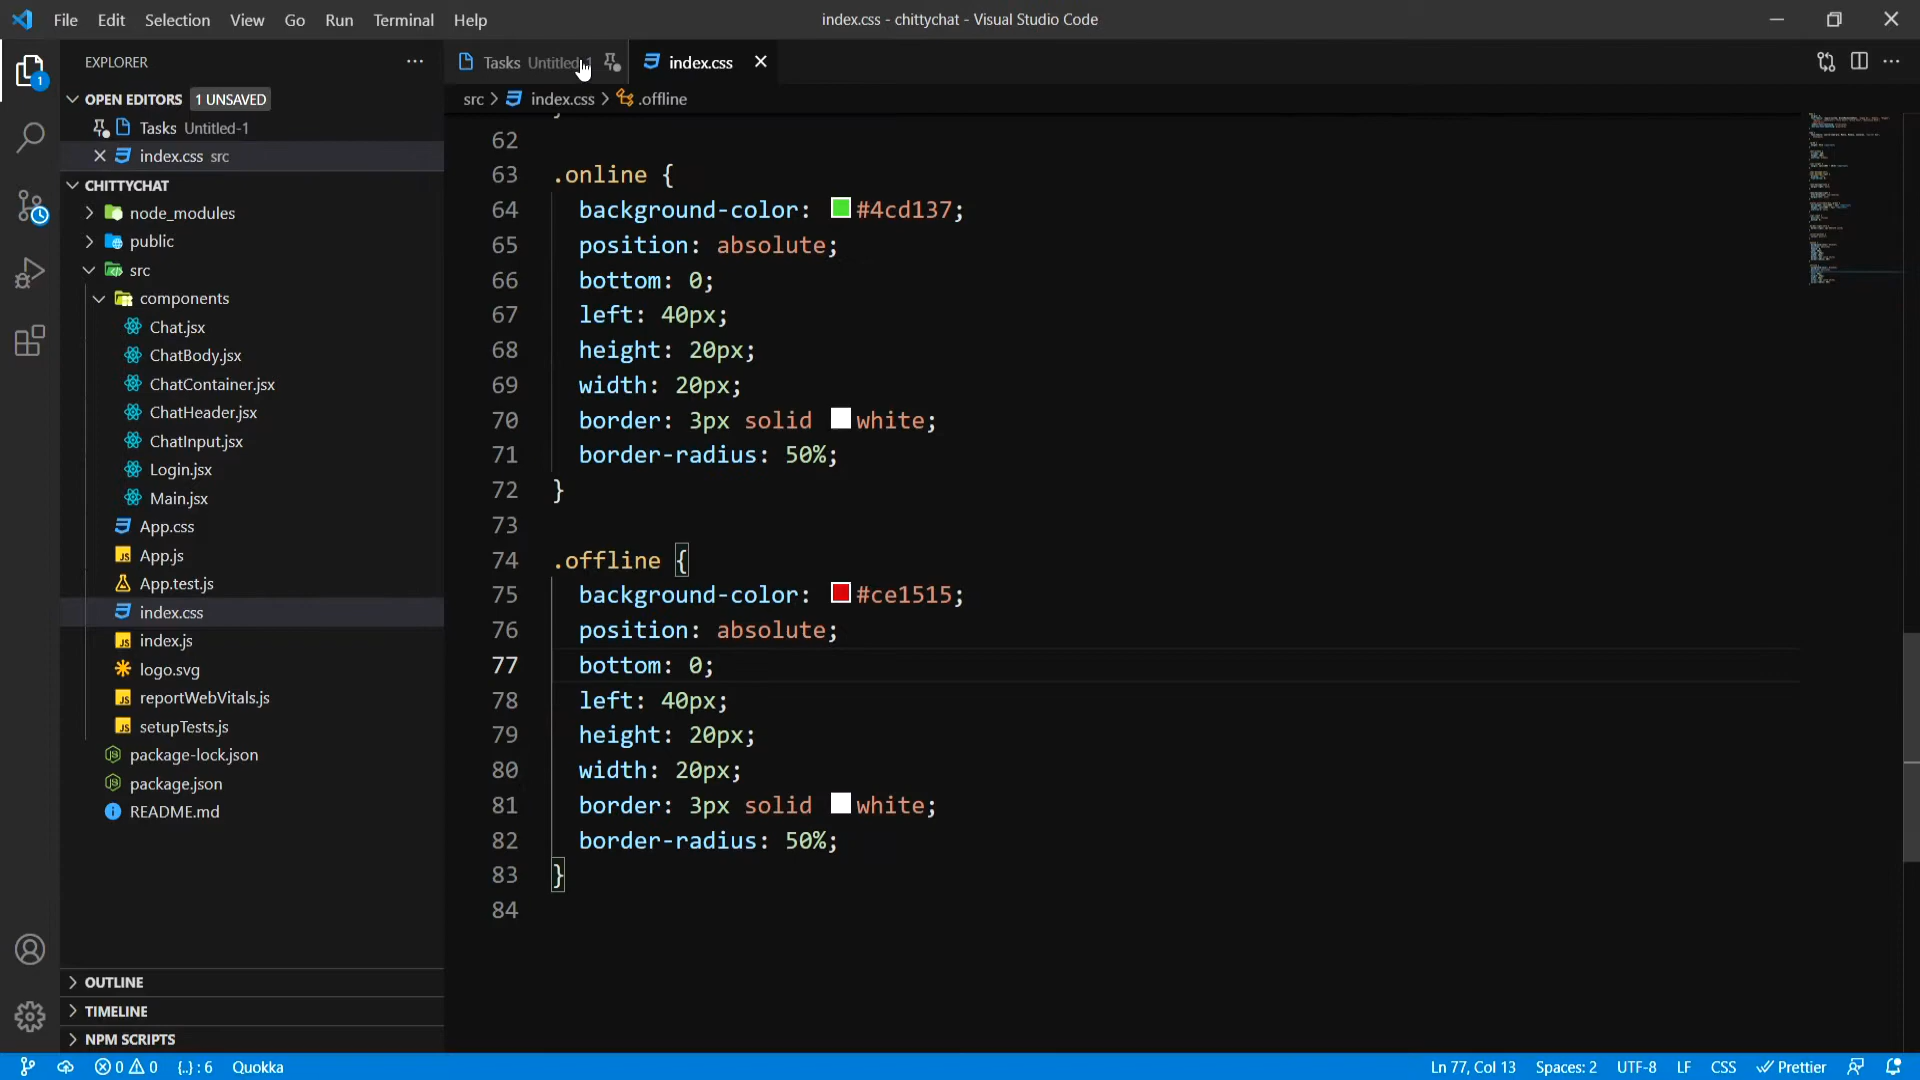 File Edit Selection View Go Run Terminal Help
index.css - chittychat - Visual Studio Code
EXPLORER
OPEN EDITORS 1 UNSAVED
Tasks Untitled-1
index.css src
CHITTYCHAT
node_modules
public
src
components
Chat.jsx
ChatBody.jsx
ChatContainer.jsx
ChatHeader.jsx
ChatInput.jsx
Login.jsx
Main.jsx
App.css
App.js
App.test.js
index.css
index.js
logo.svg
reportWebVitals.js
setupTests.js
package-lock.json
package.json
README.md
OUTLINE
TIMELINE
NPM SCRIPTS
Tasks Untitled-1
index.css
src > index.css > .offline
62
63 .online {
64 background-color: #4cd137;
65 position: absolute;
66 bottom: 0;
67 left: 40px;
68 height: 20px;
69 width: 20px;
70 border: 3px solid white;
71 border-radius: 50%;
72 }
73
74 .offline {
75 background-color: #ce1515;
76 position: absolute;
77 bottom: 0;
78 left: 40px;
79 height: 20px;
80 width: 20px;
81 border: 3px solid white;
82 border-radius: 50%;
83 }
84
0 0 {..} : 6 Quokka
Ln 77, Col 13 Spaces: 2 UTF-8 LF CSS Prettier